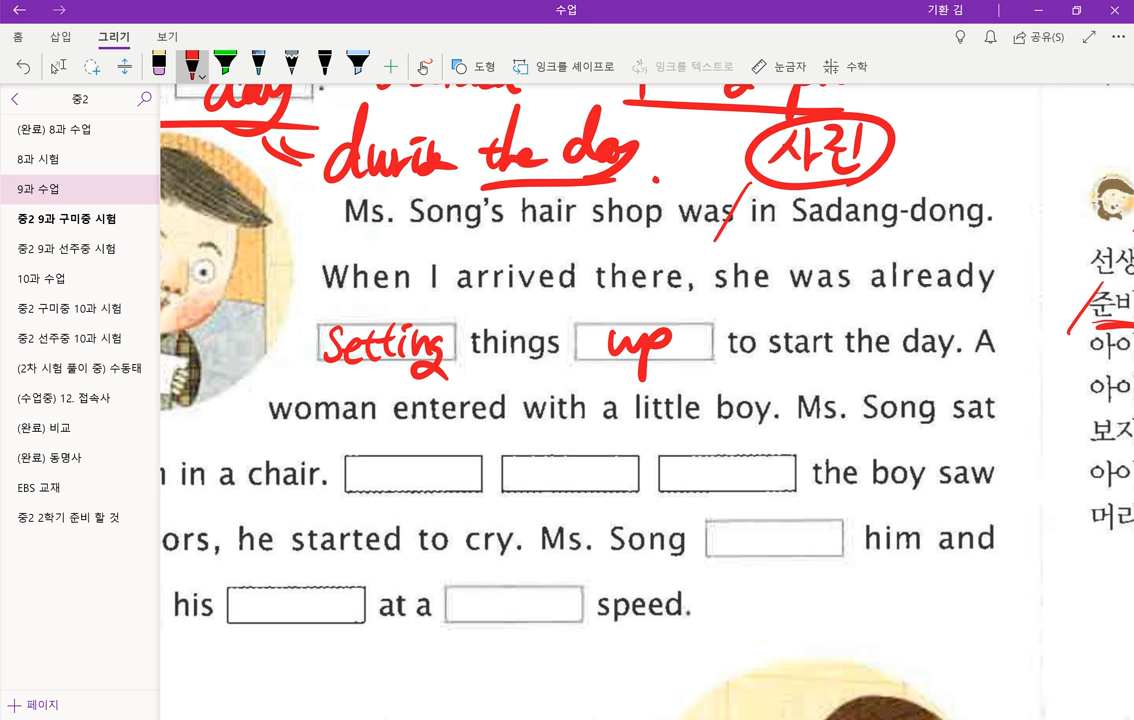 수업
기환 김
홈 삽입 그리기 보기
공유(S)
도형 잉크를 셰이프로 잉크를 텍스트로 눈금자 수학
중2
(완료) 8과 수업
8과 시험
9과 수업
중2 9과 구미중 시험
중2 9과 선주중 시험
10과 수업
중2 구미중 10과 시험
중2 선주중 10과 시험
(2차 시험 풀이 중) 수동태
(수업중) 12. 접속사
(완료) 비교
(완료) 동명사
EBS 교재
중2 2학기 준비 할 것
페이지
day.
the day.
사린
Ms. Song's hair shop was in Sadang-dong.
When I arrived there, she was already
Setting things up to start the day. A
woman entered with a little boy. Ms. Song sat
in a chair. the boy saw
ors, he started to cry. Ms. Song him and
his at a speed.
선생
준비
아이
아이
보자
아이
머리